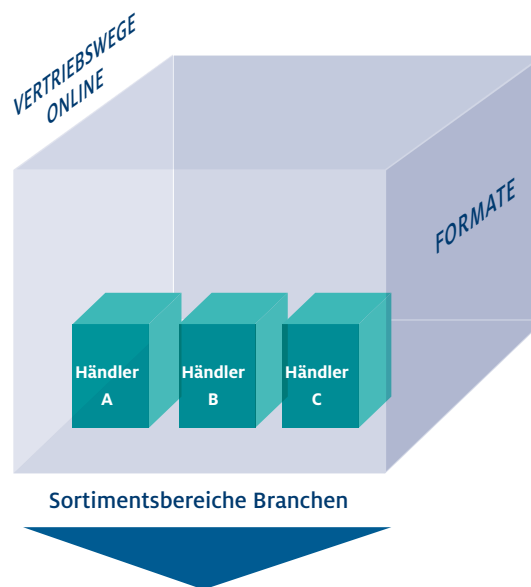 VERTRIEBSWEGE
ONLINE
FORMATE
Händler
A
Händler
B
Händler
C
Sortimentsbereiche Branchen